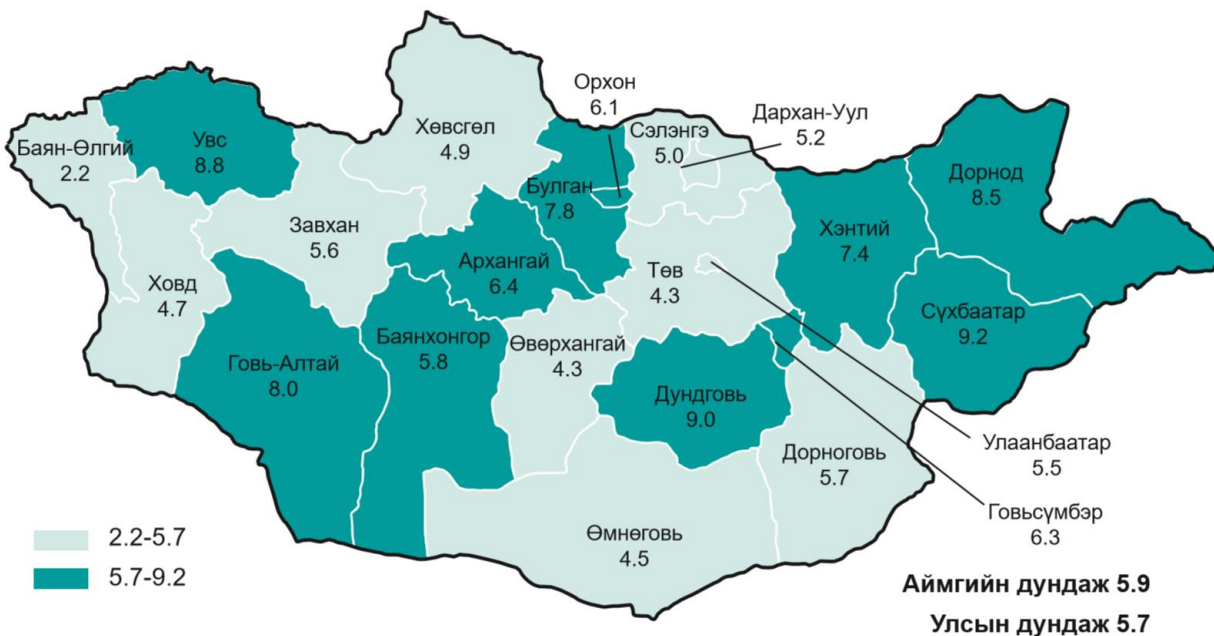 Орхон
6.1
Дархан-Уул
5.2
Сэлэнгэ
5.0
Хөвсгөл
4.9
Увс
8.8
Баян-Өлгий
2.2
Булган
7.8
Дорнод
8.5
Завхан
5.6
Хэнтий
7.4
Архангай
6.4
Төв
4.3
Ховд
4.7
Сүхбаатар
9.2
Баянхонгор
5.8
Өвөрхангай
4.3
Говь-Алтай
8.0
Дундговь
9.0
Улаанбаатар
5.5
Дорноговь
5.7
Говьсүмбэр
6.3
Өмнөговь
4.5
2.2-5.7
5.7-9.2
Аймгийн дундаж 5.9
Улсын дундаж 5.7